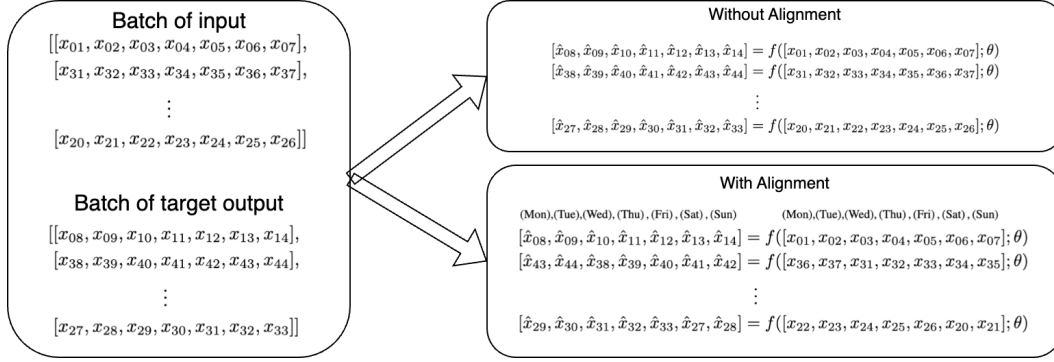 Batch of input
[[x₀₁, x₀₂, x₀₃, x₀₄, x₀₅, x₀₆, x₀₇],
[x₃₁, x₃₂, x₃₃, x₃₄, x₃₅, x₃₆, x₃₇],
⋮
[x₂₀, x₂₁, x₂₂, x₂₃, x₂₄, x₂₅, x₂₆]]
Batch of target output
[[x₀₈, x₀₉, x₁₀, x₁₁, x₁₂, x₁₃, x₁₄],
[x₃₈, x₃₉, x₄₀, x₄₁, x₄₂, x₄₃, x₄₄],
⋮
[x₂₇, x₂₈, x₂₉, x₃₀, x₃₁, x₃₂, x₃₃]]
Without Alignment
[x̂₀₈, x̂₀₉, x̂₁₀, x̂₁₁, x̂₁₂, x̂₁₃, x̂₁₄] = f([x₀₁, x₀₂, x₀₃, x₀₄, x₀₅, x₀₆, x₀₇]; θ)
[x̂₃₈, x̂₃₉, x̂₄₀, x̂₄₁, x̂₄₂, x̂₄₃, x̂₄₄] = f([x₃₁, x₃₂, x₃₃, x₃₄, x₃₅, x₃₆, x₃₇]; θ)
⋮
[x̂₂₇, x̂₂₈, x̂₂₉, x̂₃₀, x̂₃₁, x̂₃₂, x̂₃₃] = f([x₂₀, x₂₁, x₂₂, x₂₃, x₂₄, x₂₅, x₂₆]; θ)
With Alignment
(Mon),(Tue),(Wed),(Thu),(Fri),(Sat),(Sun) (Mon),(Tue),(Wed),(Thu),(Fri),(Sat),(Sun)
[x̂₀₈, x̂₀₉, x̂₁₀, x̂₁₁, x̂₁₂, x̂₁₃, x̂₁₄] = f([x₀₁, x₀₂, x₀₃, x₀₄, x₀₅, x₀₆, x₀₇]; θ)
[x̂₄₃, x̂₄₄, x̂₃₈, x̂₃₉, x̂₄₀, x̂₄₁, x̂₄₂] = f([x₃₆, x₃₇, x₃₁, x₃₂, x₃₃, x₃₄, x₃₅]; θ)
⋮
[x̂₂₉, x̂₃₀, x̂₃₁, x̂₃₂, x̂₃₃, x̂₂₇, x̂₂₈] = f([x₂₂, x₂₃, x₂₄, x₂₅, x₂₆, x₂₀, x₂₁]; θ)